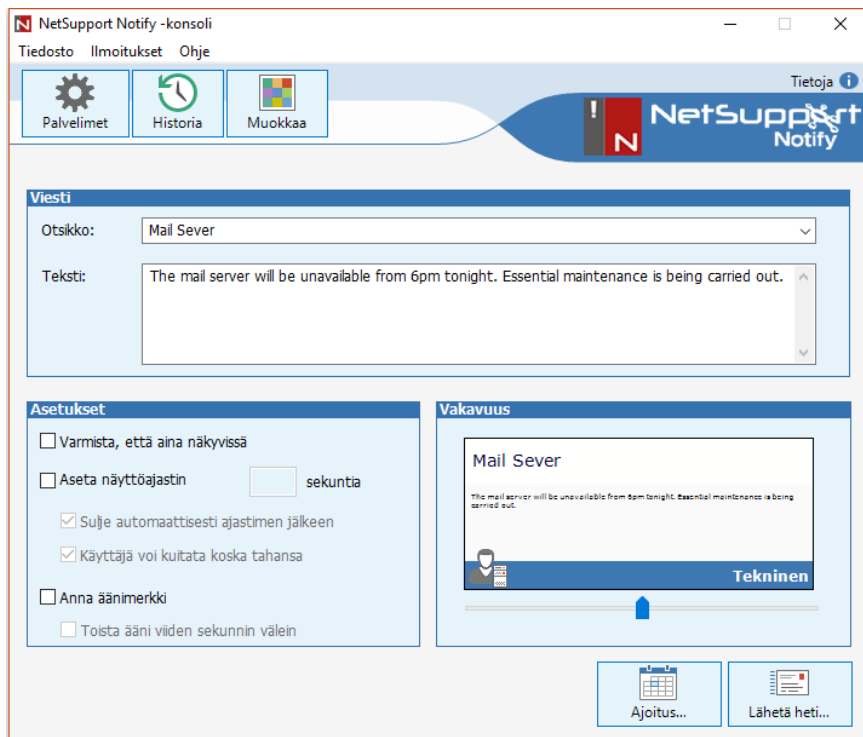 NetSupport Notify -konsoli
Tiedosto Ilmoitukset Ohje
Palvelimet Historia Muokkaa
Tietoja
NetSupport
Notify
Viesti
Otsikko: Mail Sever
Teksti: The mail server will be unavailable from 6pm tonight. Essential maintenance is being carried out.
Asetukset
Varmista, että aina näkyvissä
Aseta näyttöajastin sekuntia
Sulje automaattisesti ajastimen jälkeen
Käyttäjä voi kuitata koska tahansa
Anna äänimerkki
Toista ääni viiden sekunnin välein
Vakavuus
Mail Sever
The mail server will be unavailable from 6pm tonight. Essential maintenance is being
carried out.
Tekninen
Ajoitus... Lähetä heti...